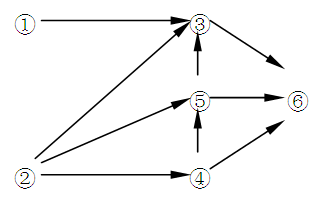 ① ③
⑤ ⑥
② ④